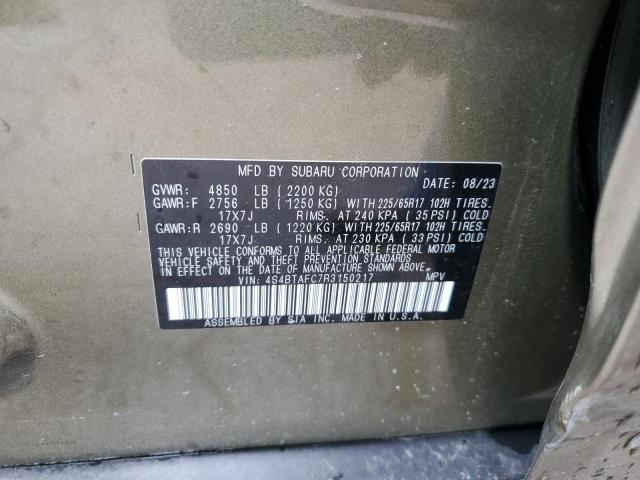 MFD BY SUBARU CORPORATION DATE: 08/23
GVWR: 4850 LB ( 2200 KG)
GAWR:F 2756 LB ( 1250 KG) WITH 225/65R17 102H TIRES.
17X7J RIMS. AT 240 KPA ( 35 PSI) COLD
GAWR:R 2690 LB ( 1220 KG) WITH 225/65R17 102H TIRES.
17X7J RIMS. AT 230 KPA ( 33 PSI) COLD
THIS VEHICLE CONFORMS TO ALL APPLICABLE FEDERAL MOTOR
VEHICLE SAFETY AND THEFT PREVENTION STANDARDS
IN EFFECT ON THE DATE OF MANUFACTURE SHOWN ABOVE.
VIN: 4S4BTAFC7R3150217 MPV
ASSEMBLED BY SIA INC. MADE IN U.S.A.